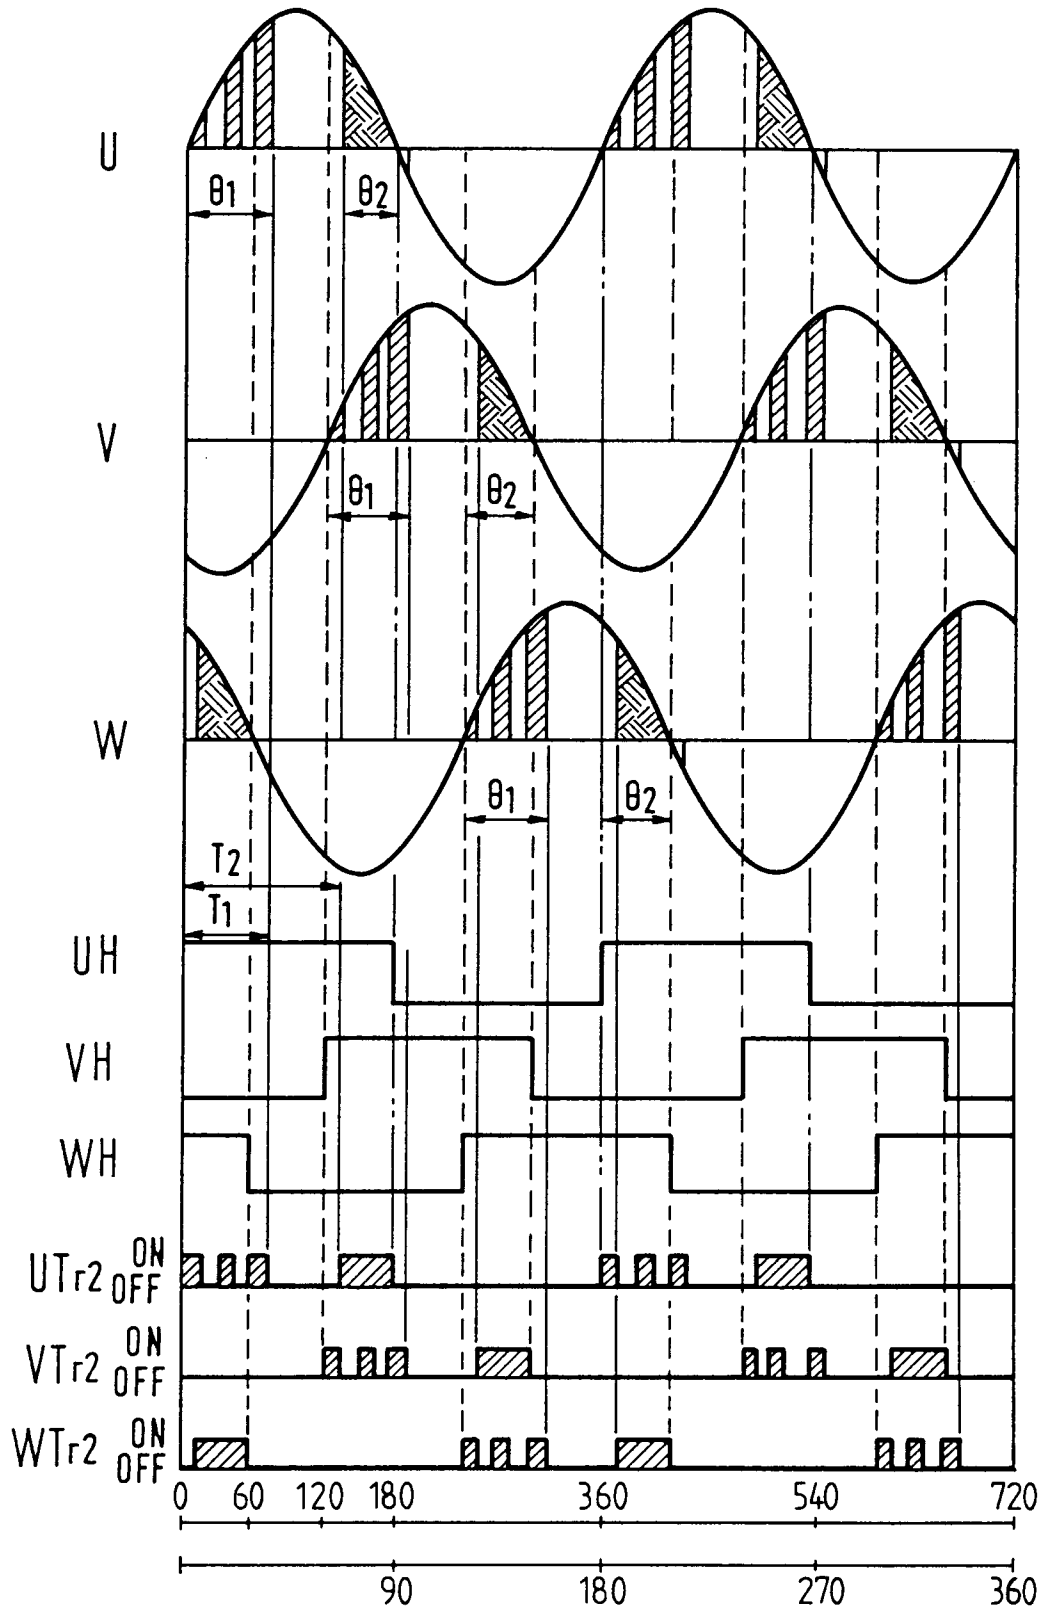 U
θ1 θ2
V
θ1 θ2
W
θ1 θ2
T2
T1
UH
VH
WH
UTr2 ON
OFF
VTr2 ON
OFF
WTr2 ON
OFF
0 60 120 180 360 540 720
90 180 270 360